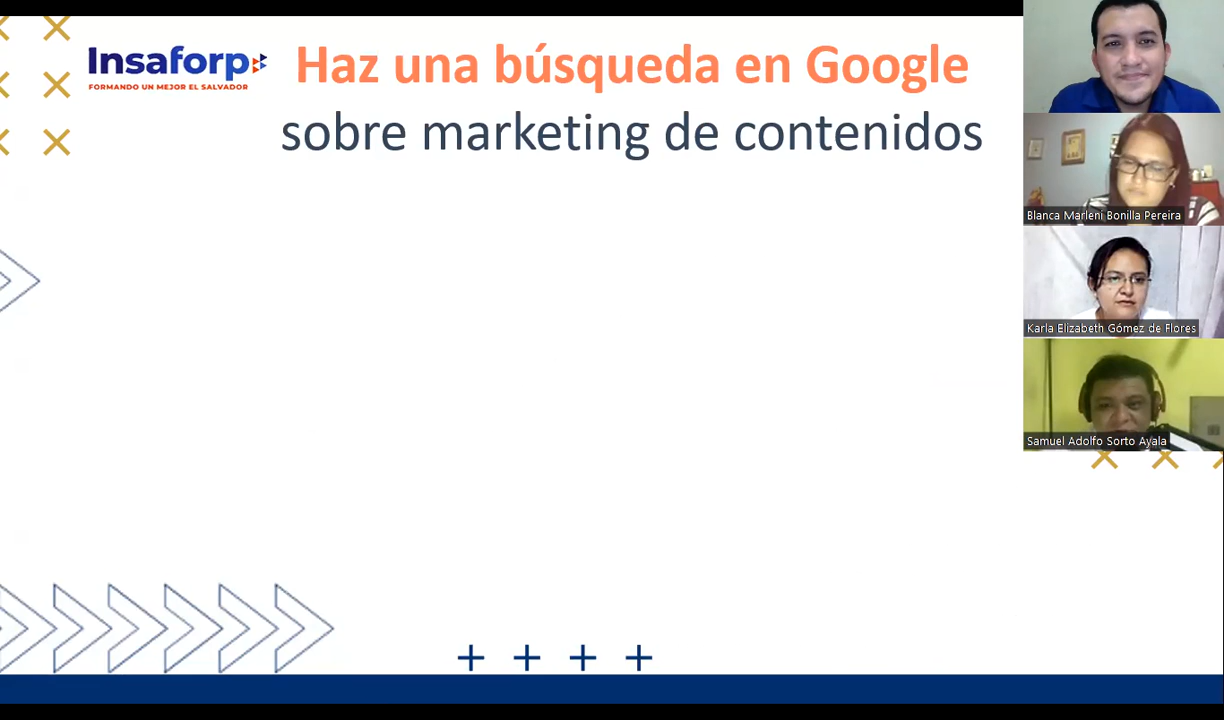 Insaforp
FORMANDO UN MEJOR EL SALVADOR
Haz una búsqueda en Google
sobre marketing de contenidos
Blanca Marleni Bonilla Pereira
Karla Elizabeth Gómez de Flores
Samuel Adolfo Sorto Ayala